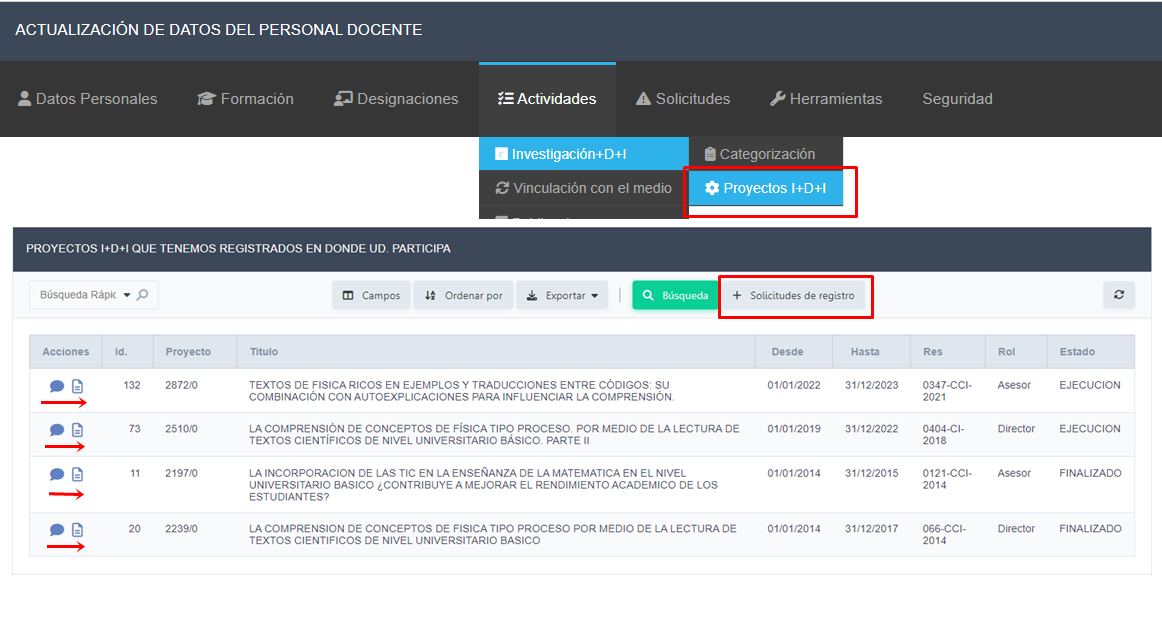 ACTUALIZACIÓN DE DATOS DEL PERSONAL DOCENTE
Datos Personales Formación Designaciones Actividades Solicitudes Herramientas Seguridad
Investigación+D+I Categorización
Vinculación con el medio Proyectos I+D+I
PROYECTOS I+D+I QUE TENEMOS REGISTRADOS EN DONDE UD. PARTICIPA
Búsqueda Rápic Campos Ordenar por Exportar Búsqueda + Solicitudes de registro
Acciones Id. Proyecto Titulo Desde Hasta Res Rol Estado
132 2872/0 TEXTOS DE FISICA RICOS EN EJEMPLOS Y TRADUCCIONES ENTRE CÓDIGOS: SU 01/01/2022 31/12/2023 0347-CCI- Asesor EJECUCION
COMBINACIÓN CON AUTOEXPLICACIONES PARA INFLUENCIAR LA COMPRENSIÓN. 2021
73 2510/0 LA COMPRENSIÓN DE CONCEPTOS DE FÍSICA TIPO PROCESO. POR MEDIO DE LA LECTURA DE 01/01/2019 31/12/2022 0404-CI- Director EJECUCION
TEXTOS CIENTÍFICOS DE NIVEL UNIVERSITARIO BÁSICO. PARTE II 2018
11 2197/0 LA INCORPORACION DE LAS TIC EN LA ENSEÑANZA DE LA MATEMATICA EN EL NIVEL 01/01/2014 31/12/2015 0121-CCI- Asesor FINALIZADO
UNIVERSITARIO BASICO ¿CONTRIBUYE A MEJORAR EL RENDIMIENTO ACADEMICO DE LOS 2014
ESTUDIANTES?
20 2239/0 LA COMPRENSION DE CONCEPTOS DE FISICA TIPO PROCESO POR MEDIO DE LA LECTURA DE 01/01/2014 31/12/2017 066-CCI- Director FINALIZADO
TEXTOS CIENTIFICOS DE NIVEL UNIVERSITARIO BASICO 2014